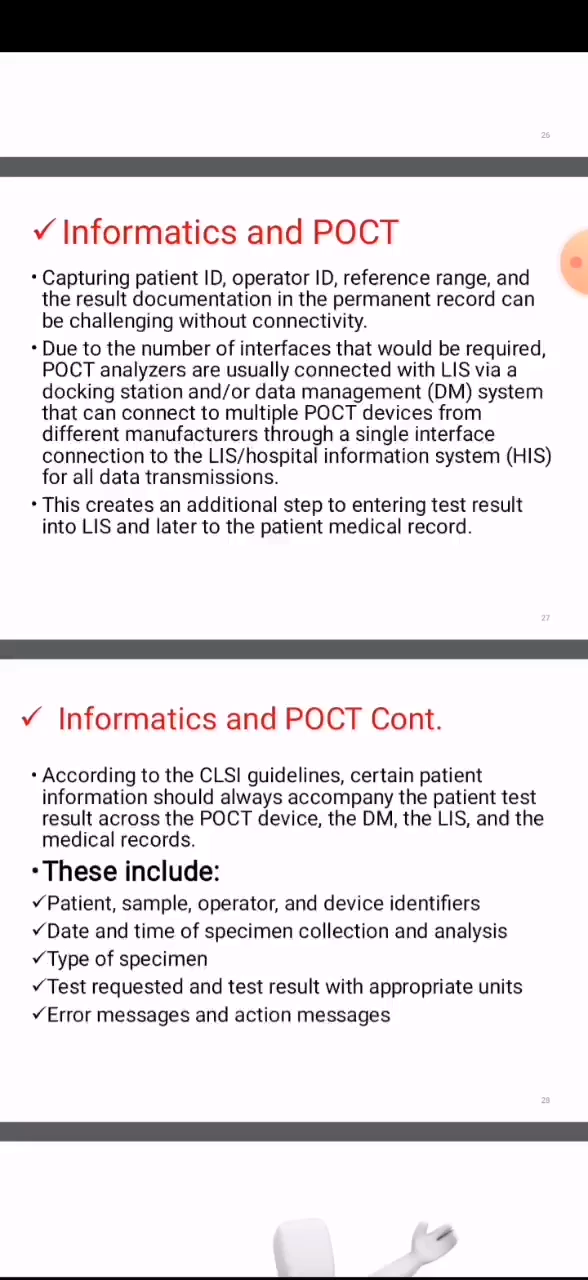 26
✓Informatics and POCT
• Capturing patient ID, operator ID, reference range, and
the result documentation in the permanent record can
be challenging without connectivity.
• Due to the number of interfaces that would be required,
POCT analyzers are usually connected with LIS via a
docking station and/or data management (DM) system
that can connect to multiple POCT devices from
different manufacturers through a single interface
connection to the LIS/hospital information system (HIS)
for all data transmissions.
• This creates an additional step to entering test result
into LIS and later to the patient medical record.
27
✓ Informatics and POCT Cont.
• According to the CLSI guidelines, certain patient
information should always accompany the patient test
result across the POCT device, the DM, the LIS, and the
medical records.
•These include:
✓Patient, sample, operator, and device identifiers
✓Date and time of specimen collection and analysis
✓Type of specimen
✓Test requested and test result with appropriate units
✓Error messages and action messages
28